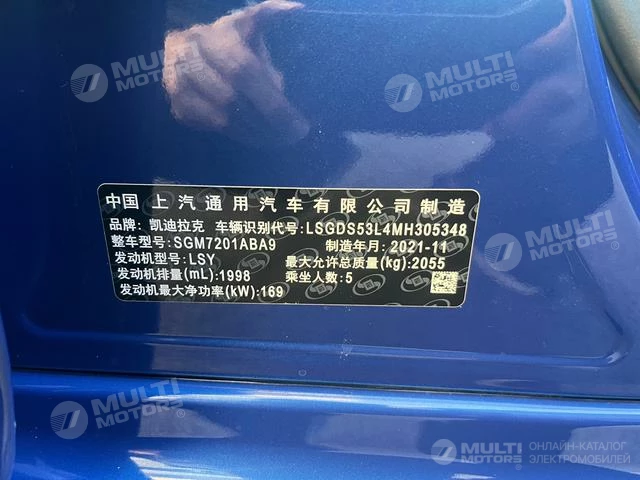 MULTI
MOTORS
MULTI
MOTORS
中国 上汽通用汽车有限公司制造
品牌: 凯迪拉克 车辆识别代号: LSGDS53L4MH305348
整车型号: SGM7201ABA9 制造年月: 2021-11
发动机型号: LSY 最大允许总质量(kg): 2055
发动机排量(mL): 1998 乘坐人数: 5
发动机最大净功率(kW): 169
MULTI
MOTORS
MULTI
MOTORS
ОНЛАЙН-КАТАЛОГ
ЭЛЕКТРОМОБИЛЕЙ